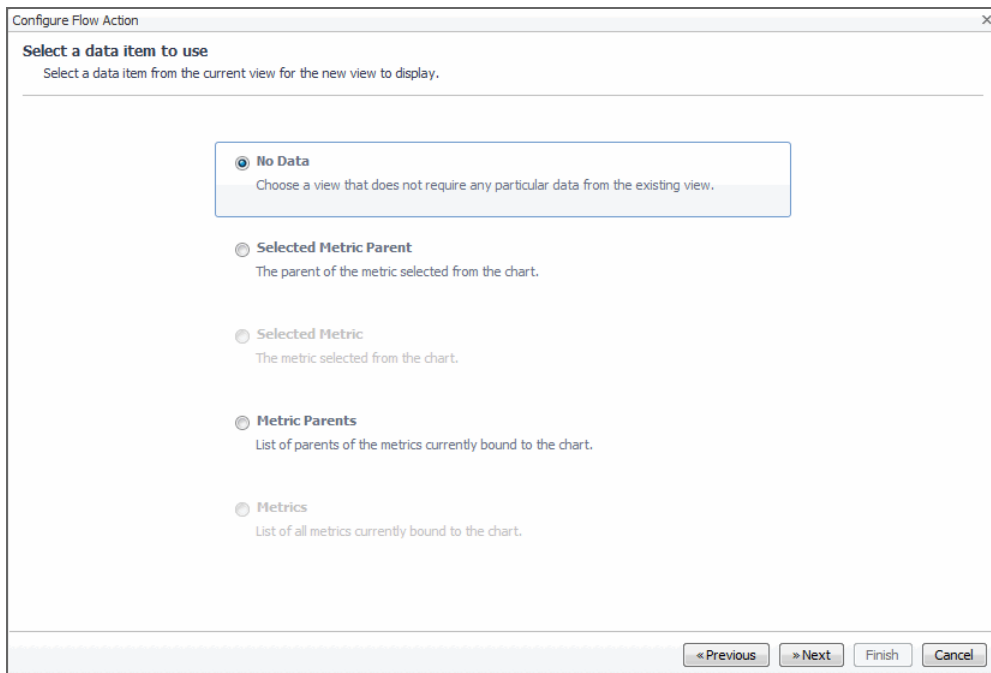 Configure Flow Action
Select a data item to use
Select a data item from the current view for the new view to display.
No Data
Choose a view that does not require any particular data from the existing view.
Selected Metric Parent
The parent of the metric selected from the chart.
Selected Metric
The metric selected from the chart.
Metric Parents
List of parents of the metrics currently bound to the chart.
Metrics
List of all metrics currently bound to the chart.
« Previous » Next Finish Cancel